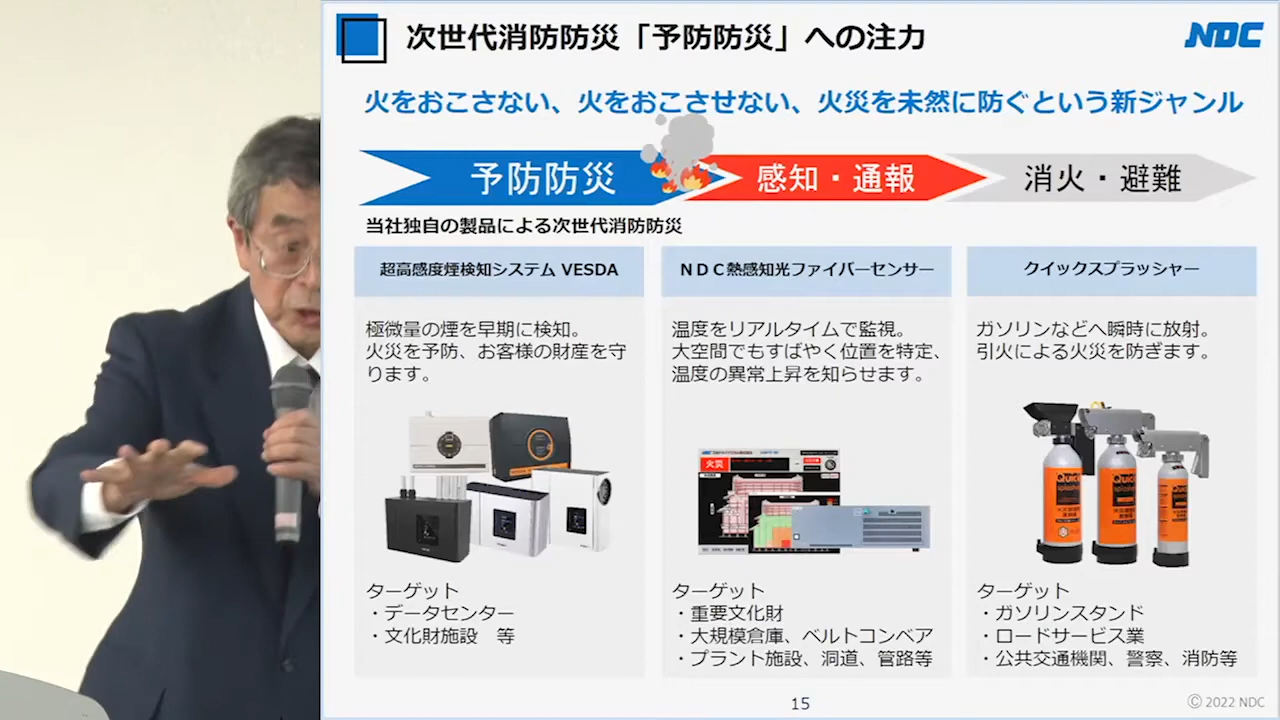 次世代消防防災「予防防災」への注力
NDC
火をおこさない、火をおこさせない、火災を未然に防ぐという新ジャンル
予防防災
感知・通報
消火・避難
当社独自の製品による次世代消防防災
超高感度煙検知システム VESDA
極微量の煙を早期に検知。
火災を予防、お客様の財産を守
ります。
ターゲット
・データセンター
・文化財施設　等
ＮＤＣ熱感知光ファイバーセンサー
温度をリアルタイムで監視。
大空間でもすばやく位置を特定、
温度の異常上昇を知らせます。
火災
ターゲット
・重要文化財
・大規模倉庫、ベルトコンベア
・プラント施設、洞道、管路等
クイックスプラッシャー
ガソリンなどへ瞬時に放射。
引火による火災を防ぎます。
Quick
Quick
Quick
ターゲット
・ガソリンスタンド
・ロードサービス業
・公共交通機関、警察、消防等
15
Ⓒ 2022 NDC